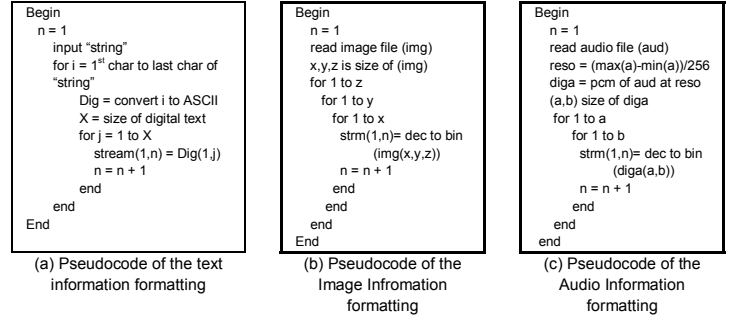 Begin
n = 1
input “string”
for i = 1st char to last char of
“string”
Dig = convert i to ASCII
X = size of digital text
for j = 1 to X
stream(1,n) = Dig(1,j)
n = n + 1
end
end
End
(a) Pseudocode of the text
information formatting
Begin
n = 1
read image file (img)
x,y,z is size of (img)
for 1 to z
for 1 to y
for 1 to x
strm(1,n)= dec to bin
(img(x,y,z))
n = n + 1
end
end
end
End
(b) Pseudocode of the
Image Infromation
formatting
Begin
n = 1
read audio file (aud)
reso = (max(a)-min(a))/256
diga = pcm of aud at reso
(a,b) size of diga
for 1 to a
for 1 to b
strm(1,n)= dec to bin
(diga(a,b))
n = n + 1
end
end
end
(c) Pseudocode of the
Audio Information
formatting